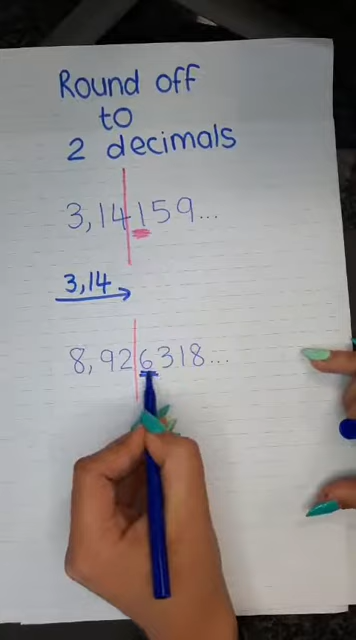 Round off
to
2 decimals
3,14159...
3,14
8,926318...